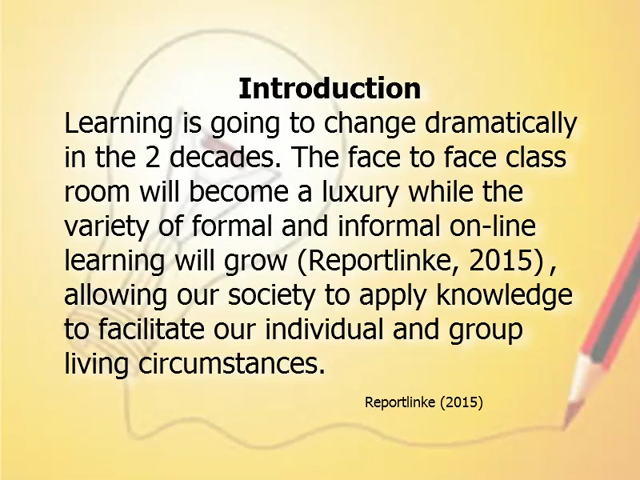 Introduction
Learning is going to change dramatically
in the 2 decades. The face to face class
room will become a luxury while the
variety of formal and informal on-line
learning will grow (Reportlinke, 2015) ,
allowing our society to apply knowledge
to facilitate our individual and group
living circumstances.
Reportlinke (2015)